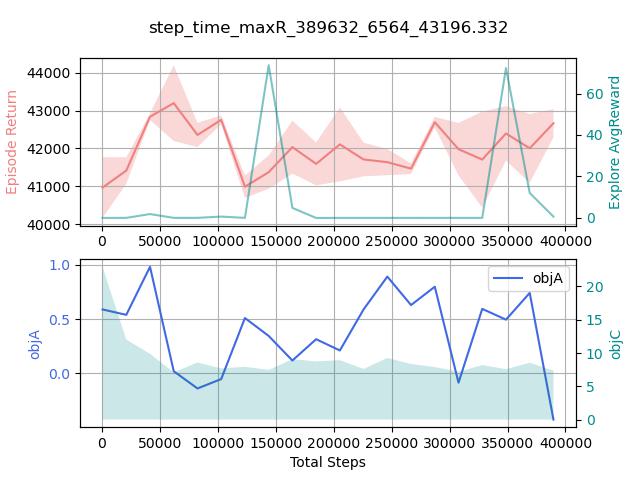 step_time_maxR_389632_6564_43196.332
Episode Return
44000
43000
42000
41000
40000
60
40
20
0
Explore AvgReward
0 50000 100000 150000 200000 250000 300000 350000 400000
objA
1.0
0.5
0.0
objA
20
15
10
5
0
objC
0 50000 100000 150000 200000 250000 300000 350000 400000
Total Steps